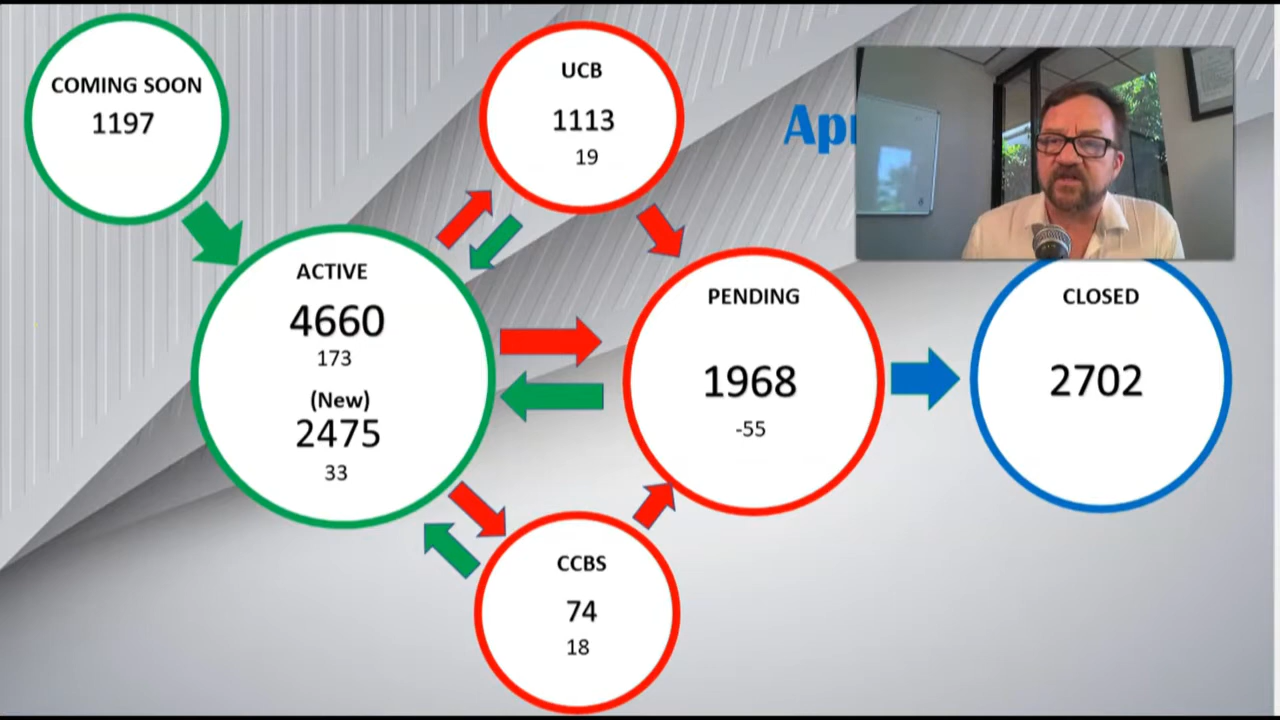 COMING SOON
1197
UCB
1113
19
ACTIVE
4660
173
(New)
2475
33
PENDING
1968
-55
CLOSED
2702
CCBS
74
18